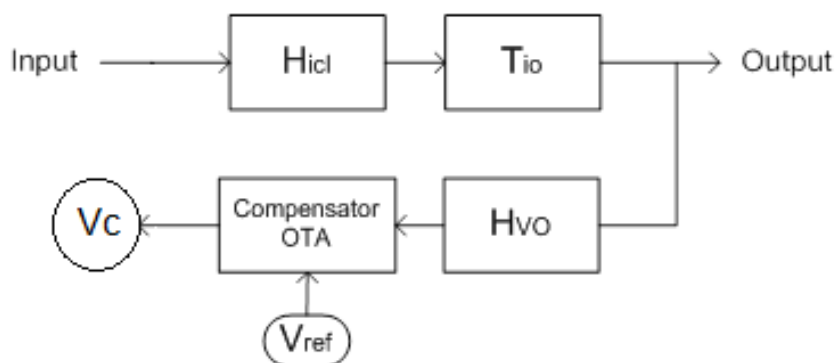 Input
Hicl
Tio
Output
Vc
Compensator
OTA
HVO
Vref